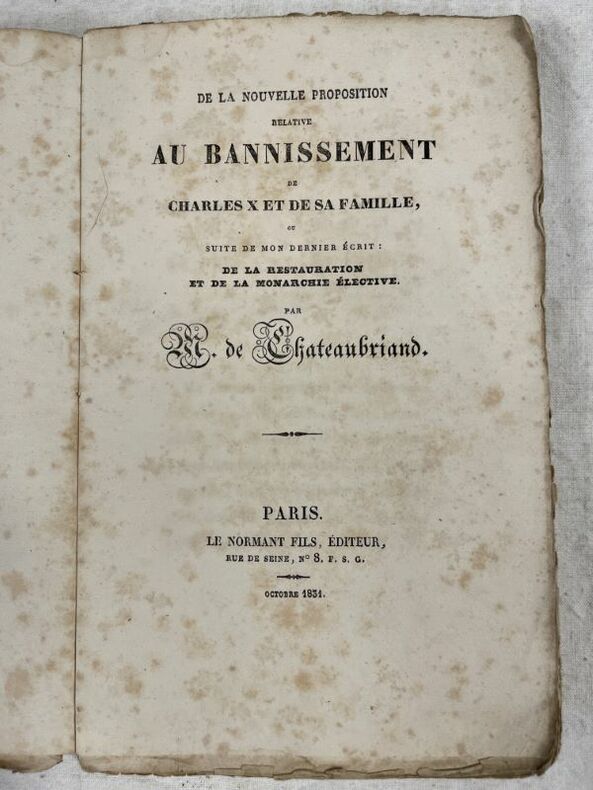 DE LA NOUVELLE PROPOSITION
RELATIVE
AU BANNISSEMENT
DE
CHARLES X ET DE SA FAMILLE,
OU
SUITE DE MON DERNIER ÉCRIT :
DE LA RESTAURATION
ET DE LA MONARCHIE ÉLECTIVE.
PAR
M. de Chateaubriand.
PARIS.
LE NORMANT FILS, ÉDITEUR,
RUE DE SEINE, Nº 8. F. S. G.
OCTOBRE 1831.